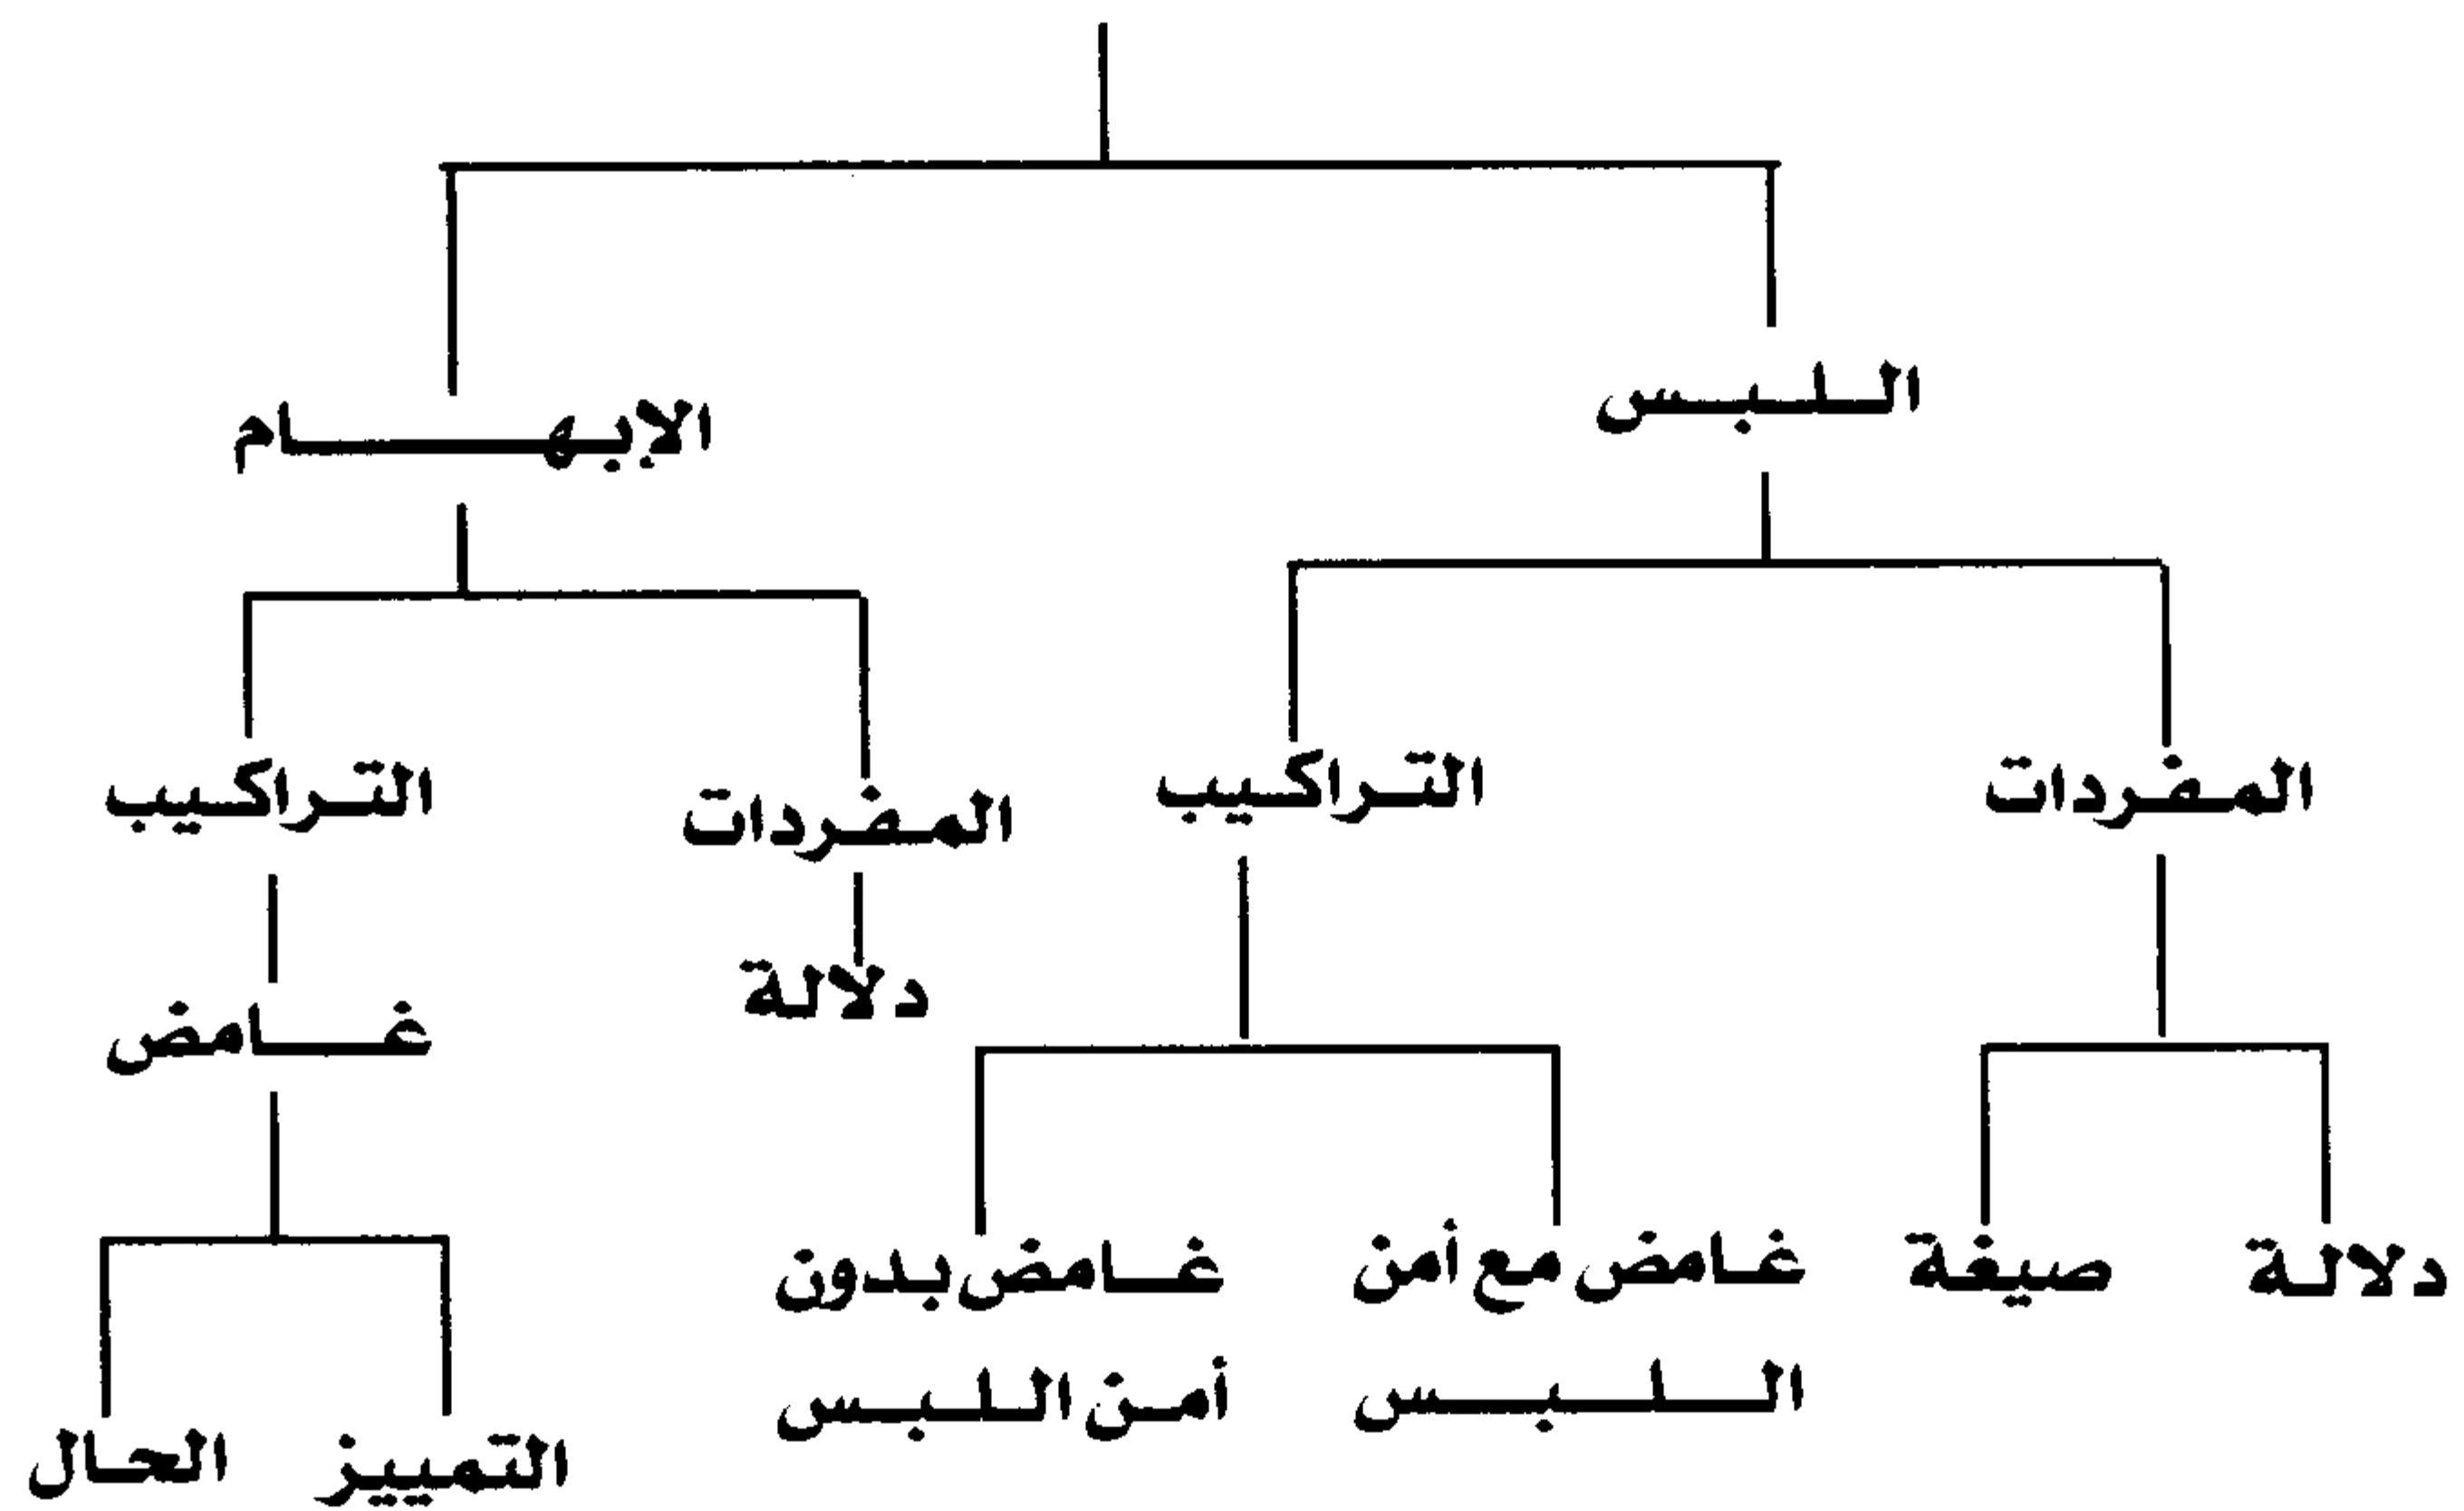 اللبس
الإبهام
المفردات
التراكيب
المفردات
التراكيب
دلالة
غامض
دلالة
صيغة
غامض مع أمن
اللبس
غامض بدون
أمن اللبس
التمييز
الحال